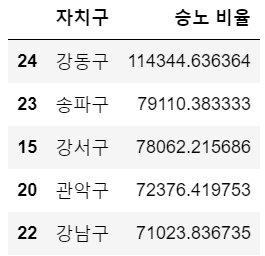 자치구 승노 비율
24 강동구 114344.636364
23 송파구 79110.383333
15 강서구 78062.215686
20 관악구 72376.419753
22 강남구 71023.836735